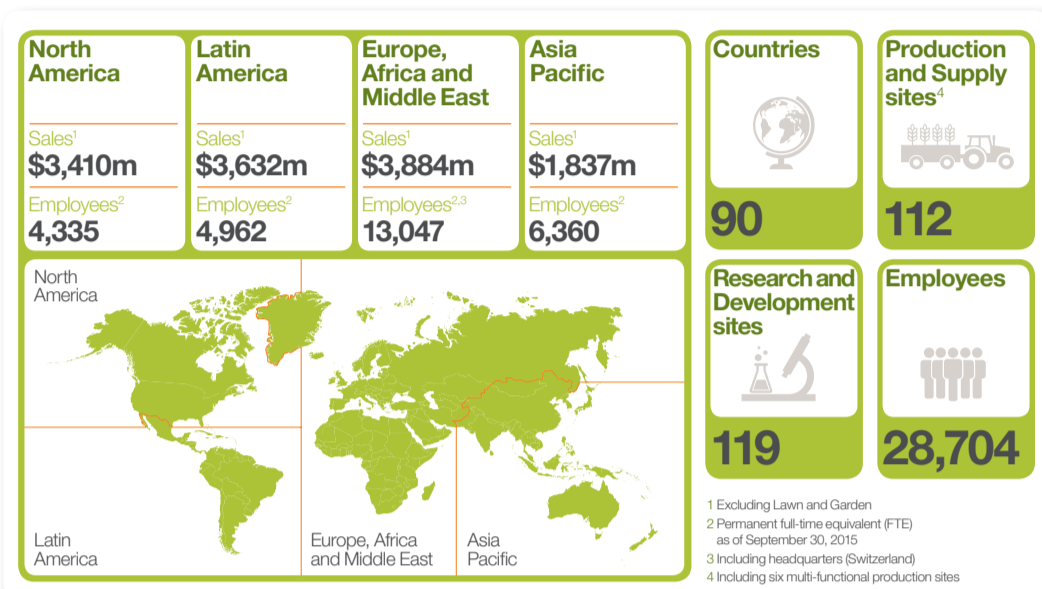 North
America
Sales1
$3,410m
Employees2
4,335
Latin
America
Sales1
$3,632m
Employees2
4,962
Europe,
Africa and
Middle East
Sales1
$3,884m
Employees2,3
13,047
Asia
Pacific
Sales1
$1,837m
Employees2
6,360
North
America
Latin
America
Europe, Africa
and Middle East
Asia
Pacific
Countries
90
Production
and Supply
sites4
112
Research and
Development
sites
119
Employees
28,704
1 Excluding Lawn and Garden
2 Permanent full-time equivalent (FTE)
as of September 30, 2015
3 Including headquarters (Switzerland)
4 Including six multi-functional production sites